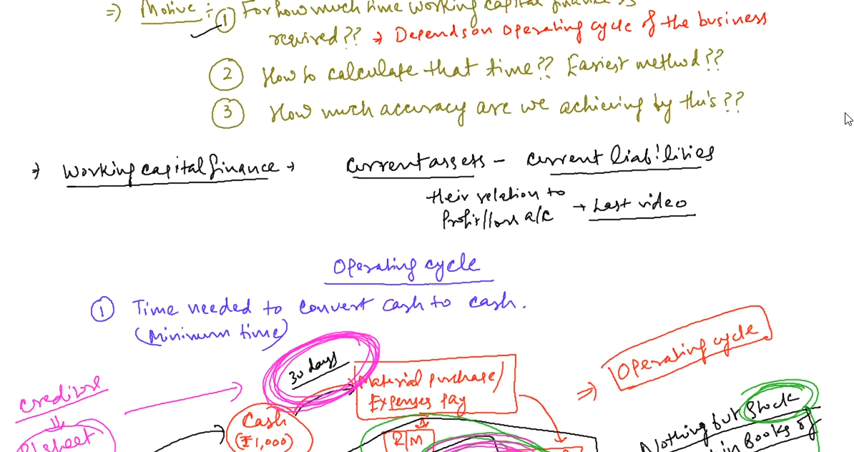 ⇒ Motive :- ① For how much time working capital finance is
required?? → Depends on operating cycle of the business
② How to calculate that time?? Easiest method??
③ How much accuracy are we achieving by this??
⇒ Working capital finance → Current assets - Current liabilities
their relation to
Profit/loss a/c → Last video
Operating cycle
① Time needed to convert cash to cash.
(Minimum time)
30 days
Material purchase/
Expenses pay
⇒ Operating cycle
Creditors
⇓
B/sheet
Cash
(₹1,000)
R/M
Nothing but Stock
in Books of